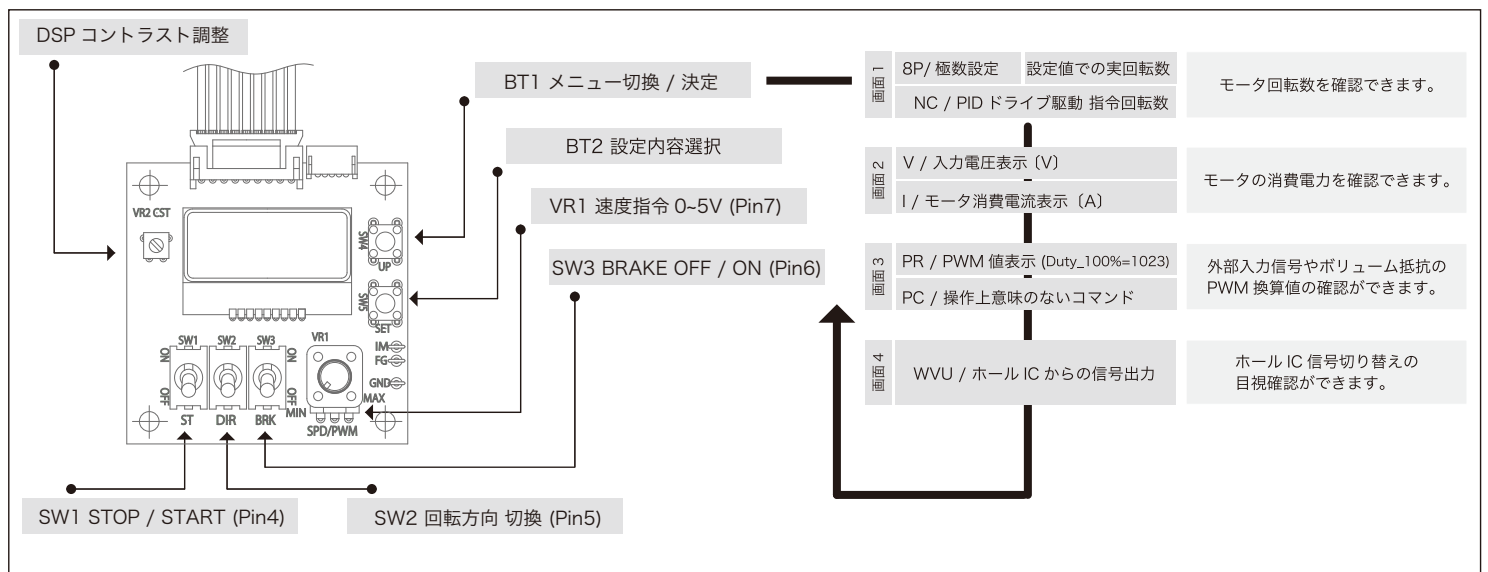 DSP コントラスト調整
BT1 メニュー切換 / 決定
BT2 設定内容選択
VR1 速度指令 0~5V (Pin7)
SW3 BRAKE OFF / ON (Pin6)
VR2 CST
SW4
UP
SW5
SET
IM
FG
GND
SW1
SW2
SW3
VR1
ON
OFF
ON
OFF
MIN
MAX
ST
DIR
BRK
SPD/PWM
SW1 STOP / START (Pin4)
SW2 回転方向 切換 (Pin5)
画面 1
8P/ 極数設定
設定値での実回転数
NC / PID ドライブ駆動 指令回転数
モータ回転数を確認できます。
画面 2
V / 入力電圧表示〔V〕
I / モータ消費電流表示〔A〕
モータの消費電力を確認できます。
画面 3
PR / PWM 値表示 (Duty_100%=1023)
PC / 操作上意味のないコマンド
外部入力信号やボリューム抵抗の
PWM 換算値の確認ができます。
画面 4
WVU / ホール IC からの信号出力
ホール IC 信号切り替えの
目視確認ができます。